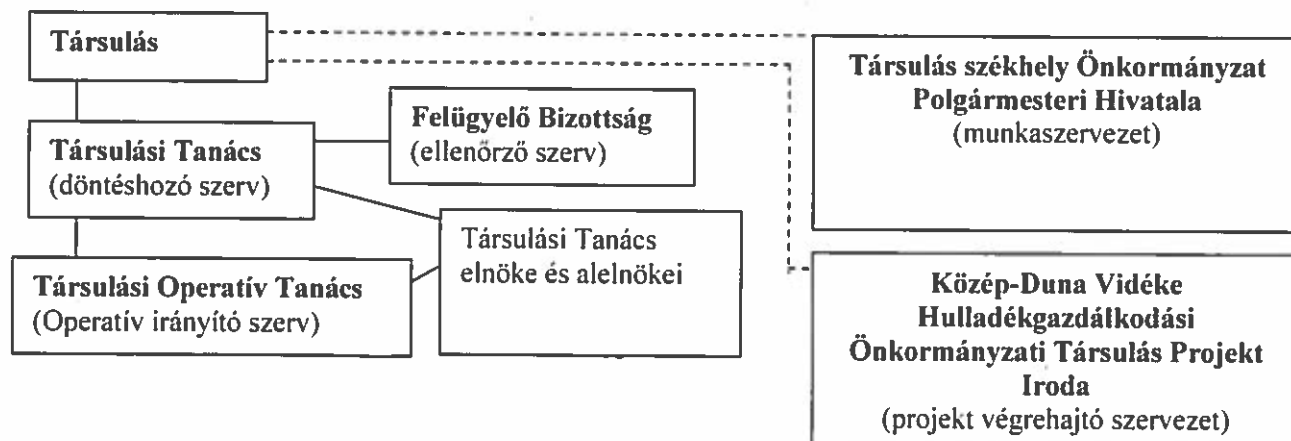 Társulás
Társulási Tanács
(döntéshozó szerv)
Társulási Operatív Tanács
(Operatív irányító szerv)
Felügyelő Bizottság
(ellenőrző szerv)
Társulási Tanács
elnöke és alelnökei
Társulás székhely Önkormányzat
Polgármesteri Hivatala
(munkaszervezet)
Közép-Duna Vidéke
Hulladékgazdálkodási
Önkormányzati Társulás Projekt
Iroda
(projekt végrehajtó szervezet)